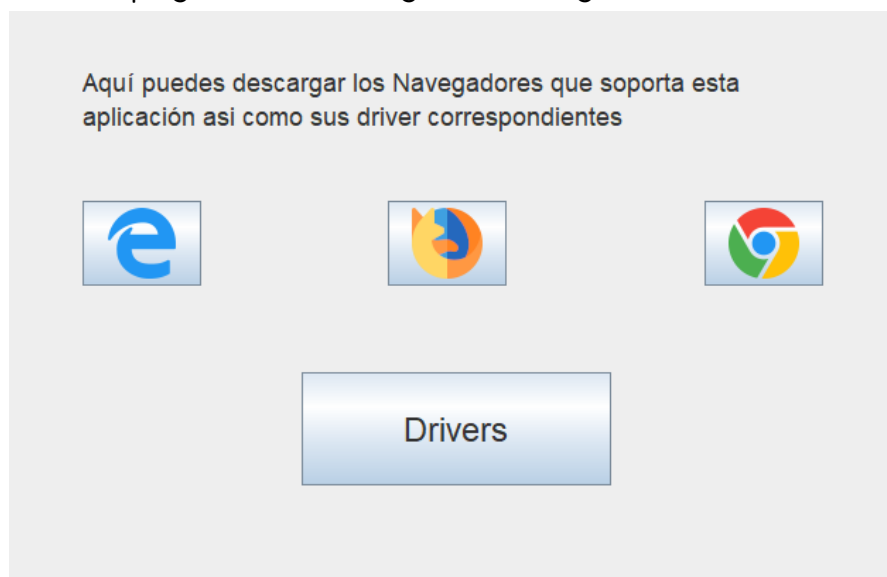 Aquí puedes descargar los Navegadores que soporta esta
aplicación asi como sus driver correspondientes
Drivers